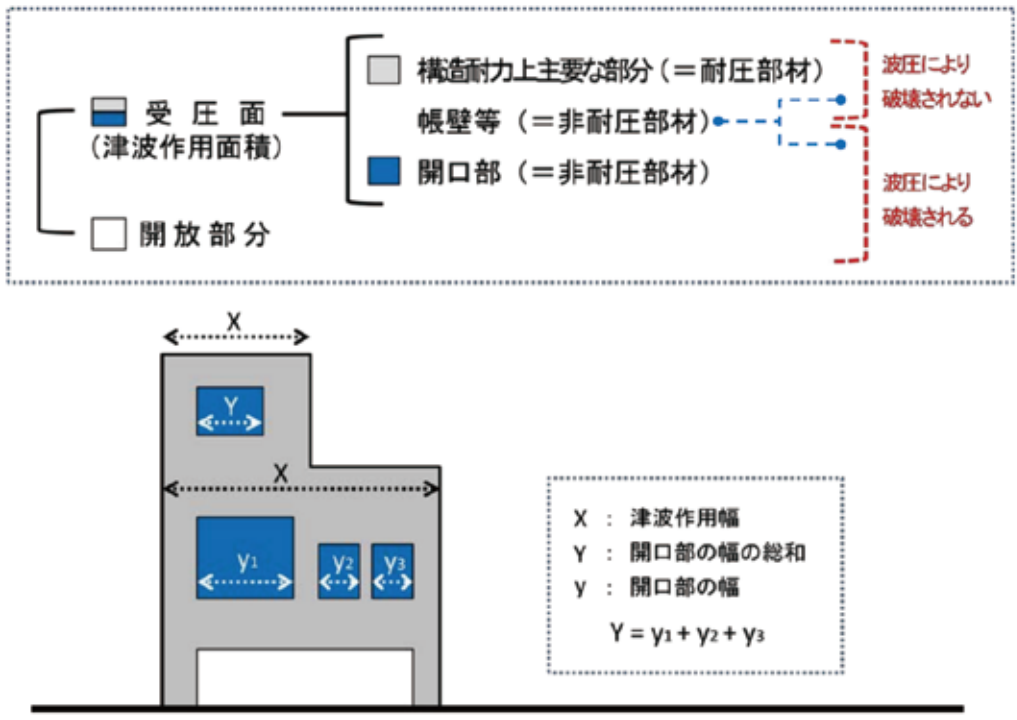 構造耐力上主要な部分（＝耐圧部材）
波圧により
破壊されない
受圧面
（津波作用面積）
帳壁等（＝非耐圧部材）
開口部（＝非耐圧部材）
波圧により
破壊される
開放部分
X
Y
X
y1
y2
y3
X ： 津波作用幅
Y ： 開口部の幅の総和
y ： 開口部の幅
Y = y1 + y2 + y3